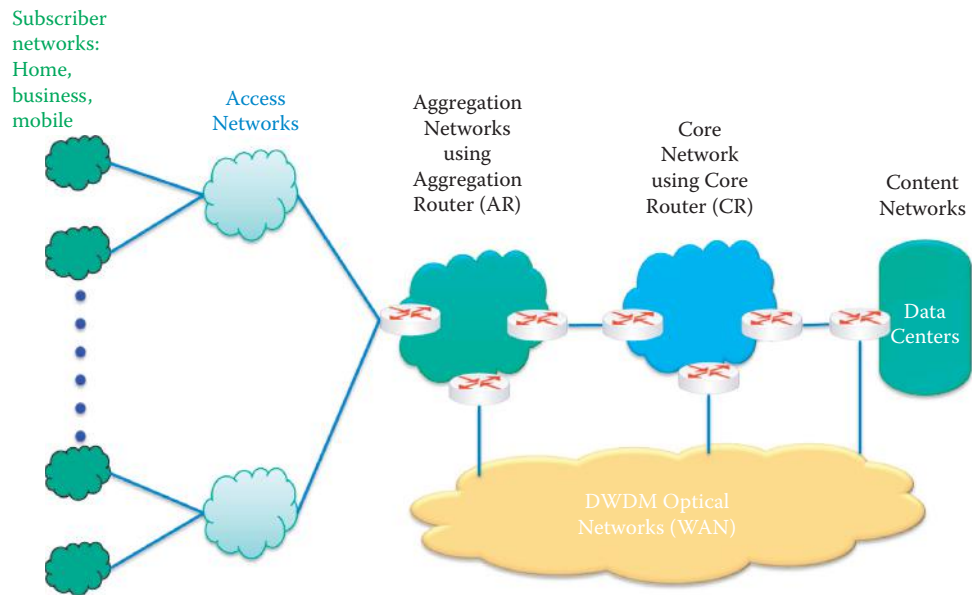 Subscriber
networks:
Home,
business,
mobile
Access
Networks
Aggregation
Networks
using
Aggregation
Router (AR)
Core
Network
using Core
Router (CR)
Content
Networks
Data
Centers
DWDM Optical
Networks (WAN)